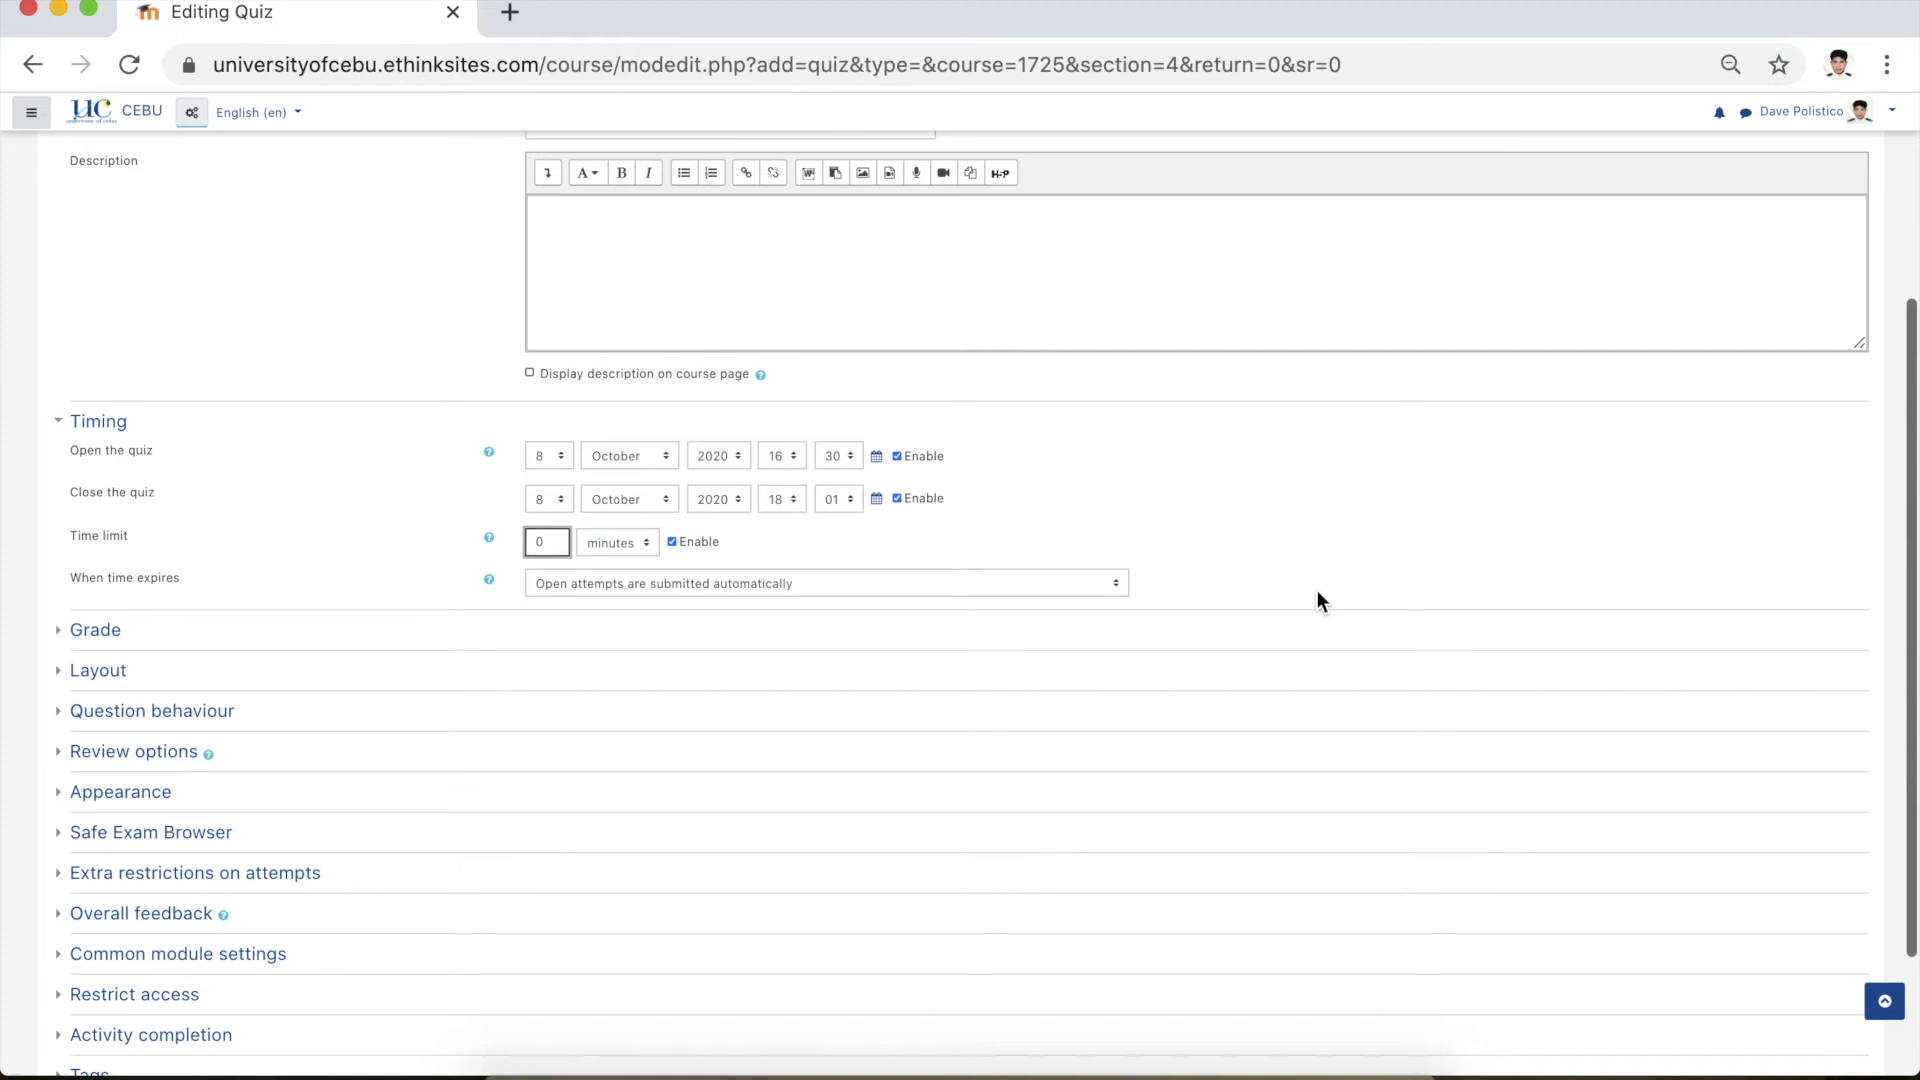 Editing Quiz
universityofcebu.ethinksites.com/course/modedit.php?add=quiz&type=&course=1725&section=4&return=0&sr=0
UC university of cebu CEBU English (en) Dave Polistico
Description
A B I H-P
Display description on course page
Timing
Open the quiz 8 October 2020 16 30 Enable
Close the quiz 8 October 2020 18 01 Enable
Time limit 0 minutes Enable
When time expires Open attempts are submitted automatically
Grade
Layout
Question behaviour
Review options
Appearance
Safe Exam Browser
Extra restrictions on attempts
Overall feedback
Common module settings
Restrict access
Activity completion
Tags